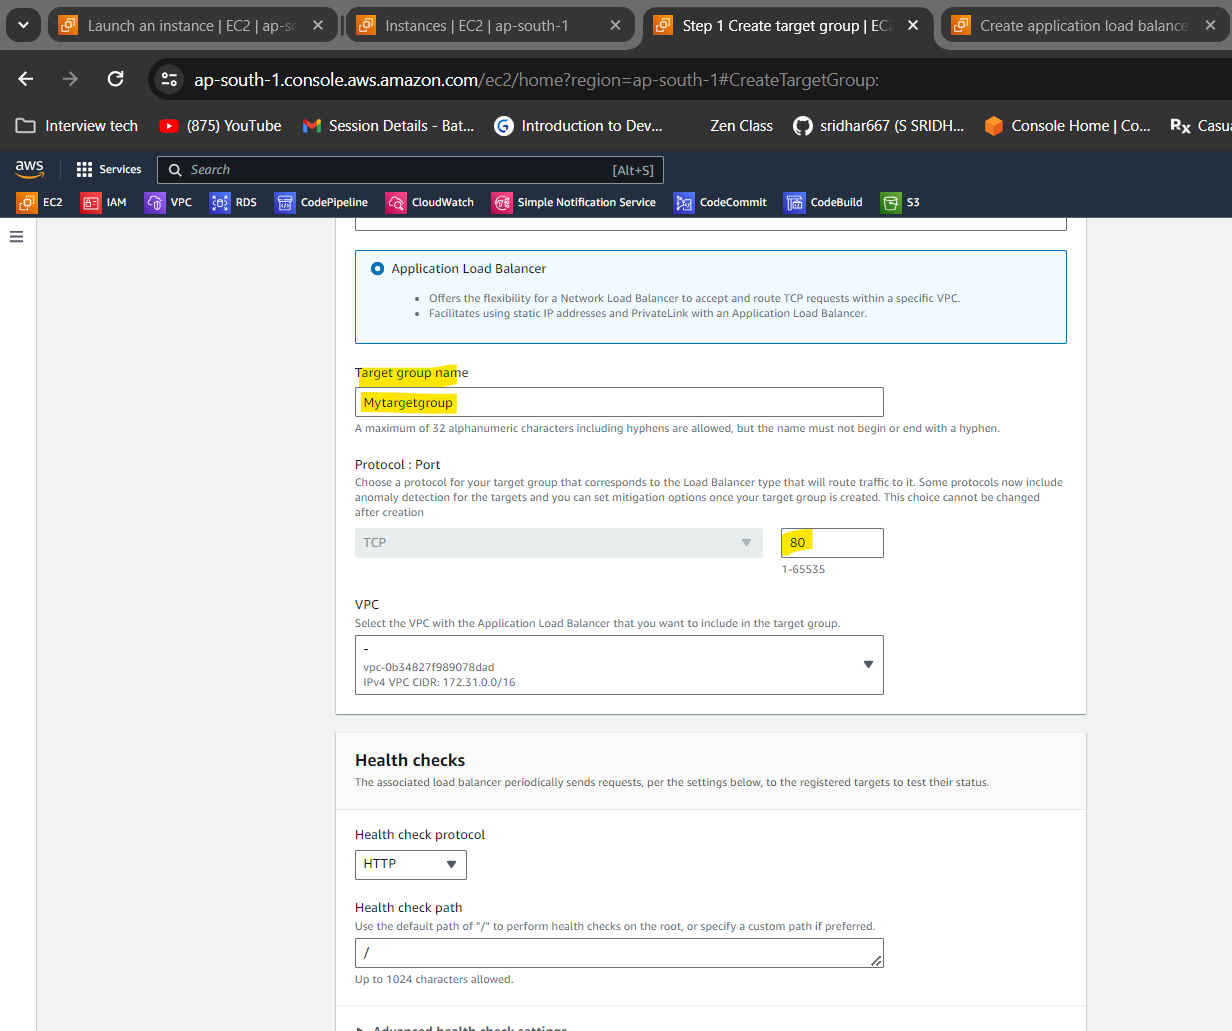 Launch an instance | EC2 | ap-so
Instances | EC2 | ap-south-1
Step 1 Create target group | EC2
Create application load balance
ap-south-1.console.aws.amazon.com/ec2/home?region=ap-south-1#CreateTargetGroup:
Interview tech
(875) YouTube
Session Details - Bat...
Introduction to Dev...
Zen Class
sridhar667 (S SRIDH...
Console Home | Co...
Rx Casua
aws
Services
Search
[Alt+S]
EC2
IAM
VPC
RDS
CodePipeline
CloudWatch
Simple Notification Service
CodeCommit
CodeBuild
S3
Application Load Balancer
• Offers the flexibility for a Network Load Balancer to accept and route TCP requests within a specific VPC.
• Facilitates using static IP addresses and PrivateLink with an Application Load Balancer.
Target group name
Mytargetgroup
A maximum of 32 alphanumeric characters including hyphens are allowed, but the name must not begin or end with a hyphen.
Protocol : Port
Choose a protocol for your target group that corresponds to the Load Balancer type that will route traffic to it. Some protocols now include
anomaly detection for the targets and you can set mitigation options once your target group is created. This choice cannot be changed
after creation
TCP
80
1-65535
VPC
Select the VPC with the Application Load Balancer that you want to include in the target group.
-
vpc-0b34827f989078dad
IPv4 VPC CIDR: 172.31.0.0/16
Health checks
The associated load balancer periodically sends requests, per the settings below, to the registered targets to test their status.
Health check protocol
HTTP
Health check path
Use the default path of "/" to perform health checks on the root, or specify a custom path if preferred.
/
Up to 1024 characters allowed.
Advanced health check settings